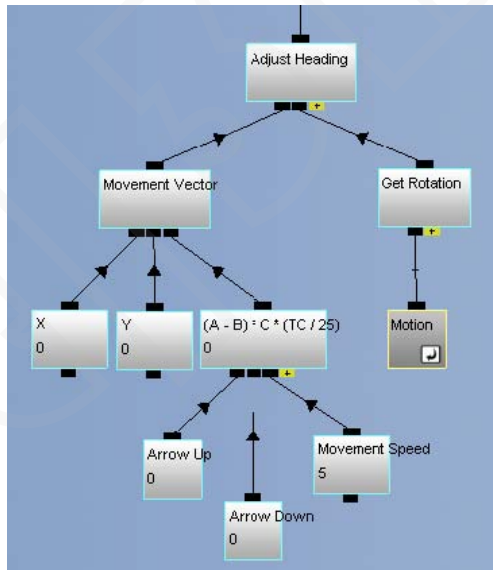 Adjust Heading
+
Movement Vector
Get Rotation
+
X
0
Y
0
(A - B) * C * (TC / 25)
0
Motion
+
Arrow Up
0
Movement Speed
5
Arrow Down
0